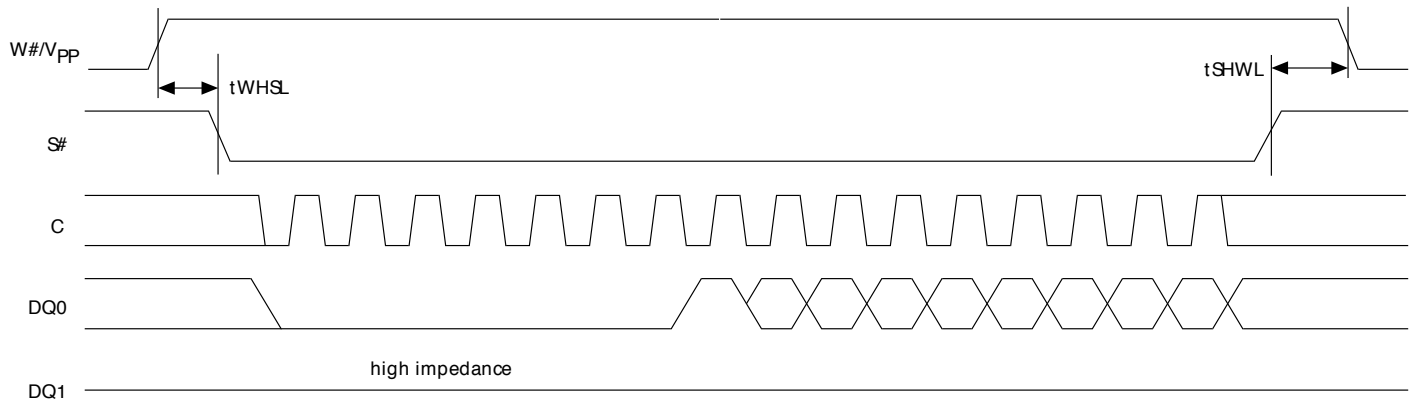 W#/VPP
tWHSL
tSHWL
S#
C
DQ0
high impedance
DQ1